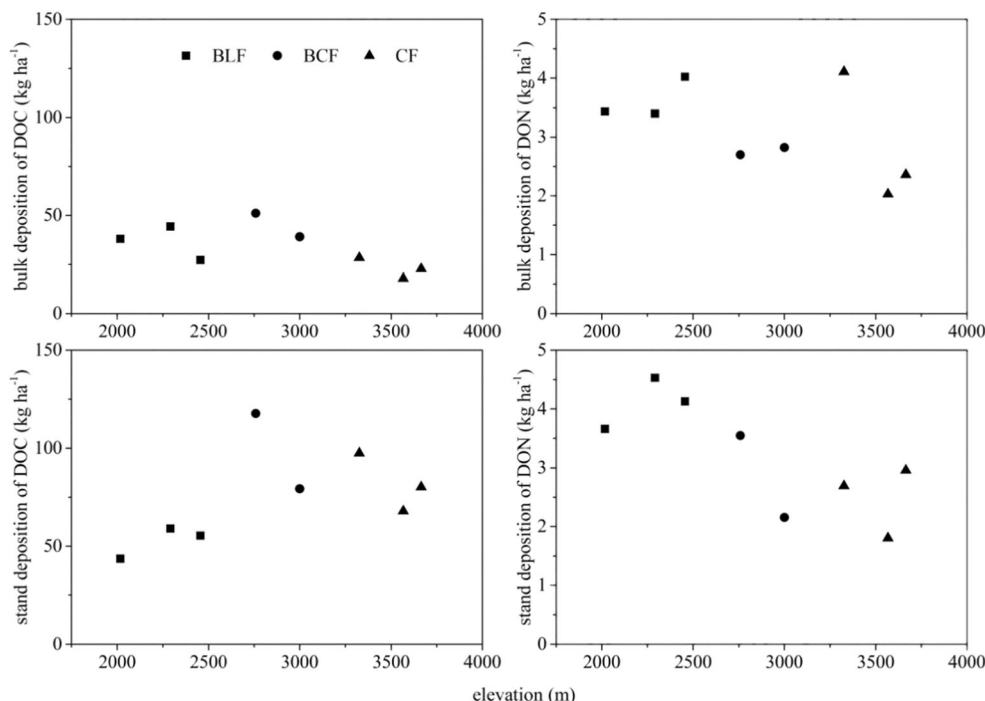 BLF BCF CF
bulk deposition of DOC (kg ha⁻¹)
150
100
50
0
2000 2500 3000 3500 4000
bulk deposition of DON (kg ha⁻¹)
5
4
3
2
1
0
2000 2500 3000 3500 4000
stand deposition of DOC (kg ha⁻¹)
150
100
50
0
2000 2500 3000 3500 4000
stand deposition of DON (kg ha⁻¹)
5
4
3
2
1
0
2000 2500 3000 3500 4000
elevation (m)